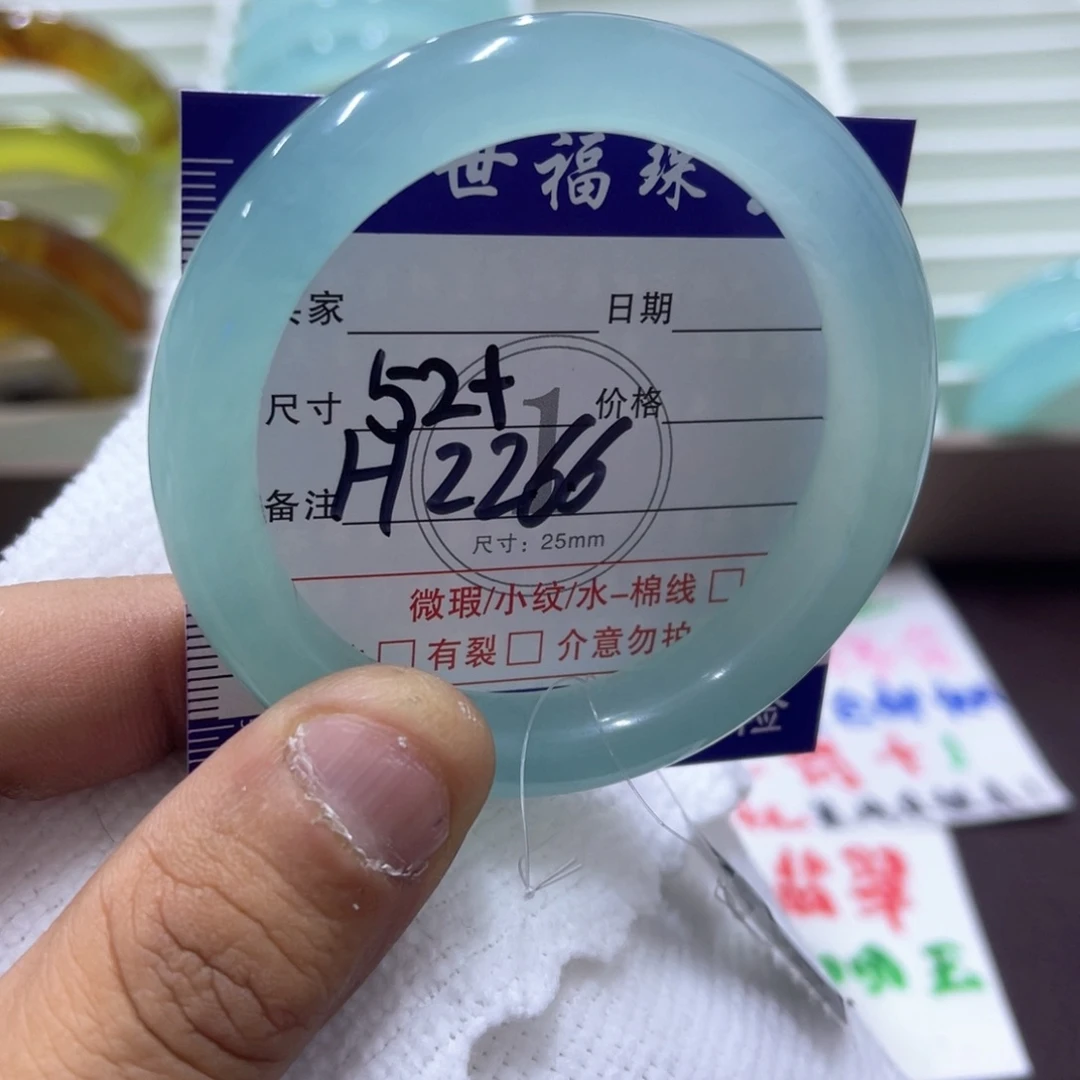 世福珠
家 日期
尺寸 52+ 价格
备注 H2266
1
尺寸：25mm
微瑕/小纹/水-棉线 □
□ 有裂 □ 介意勿拍